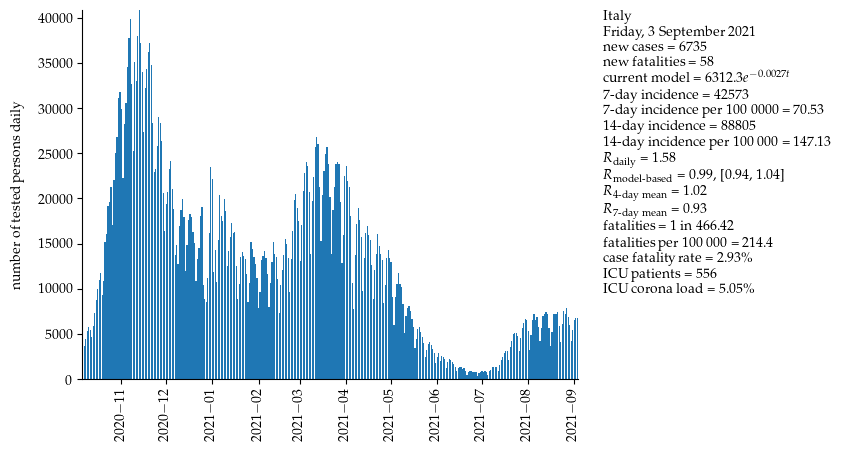 40000
35000
30000
25000
20000
15000
10000
5000
0
number of tested persons daily
2020−11
2020−12
2021−01
2021−02
2021−03
2021−04
2021−05
2021−06
2021−07
2021−08
2021−09
Italy
Friday, 3 September 2021
new cases = 6735
new fatalities = 58
current model = 6312.3e^{−0.0027t}
7-day incidence = 42573
7-day incidence per 100 0000 = 70.53
14-day incidence = 88805
14-day incidence per 100 000 = 147.13
R_daily = 1.58
R_model-based = 0.99, [0.94, 1.04]
R_4-day mean = 1.02
R_7-day mean = 0.93
fatalities = 1 in 466.42
fatalities per 100 000 = 214.4
case fatality rate = 2.93%
ICU patients = 556
ICU corona load = 5.05%